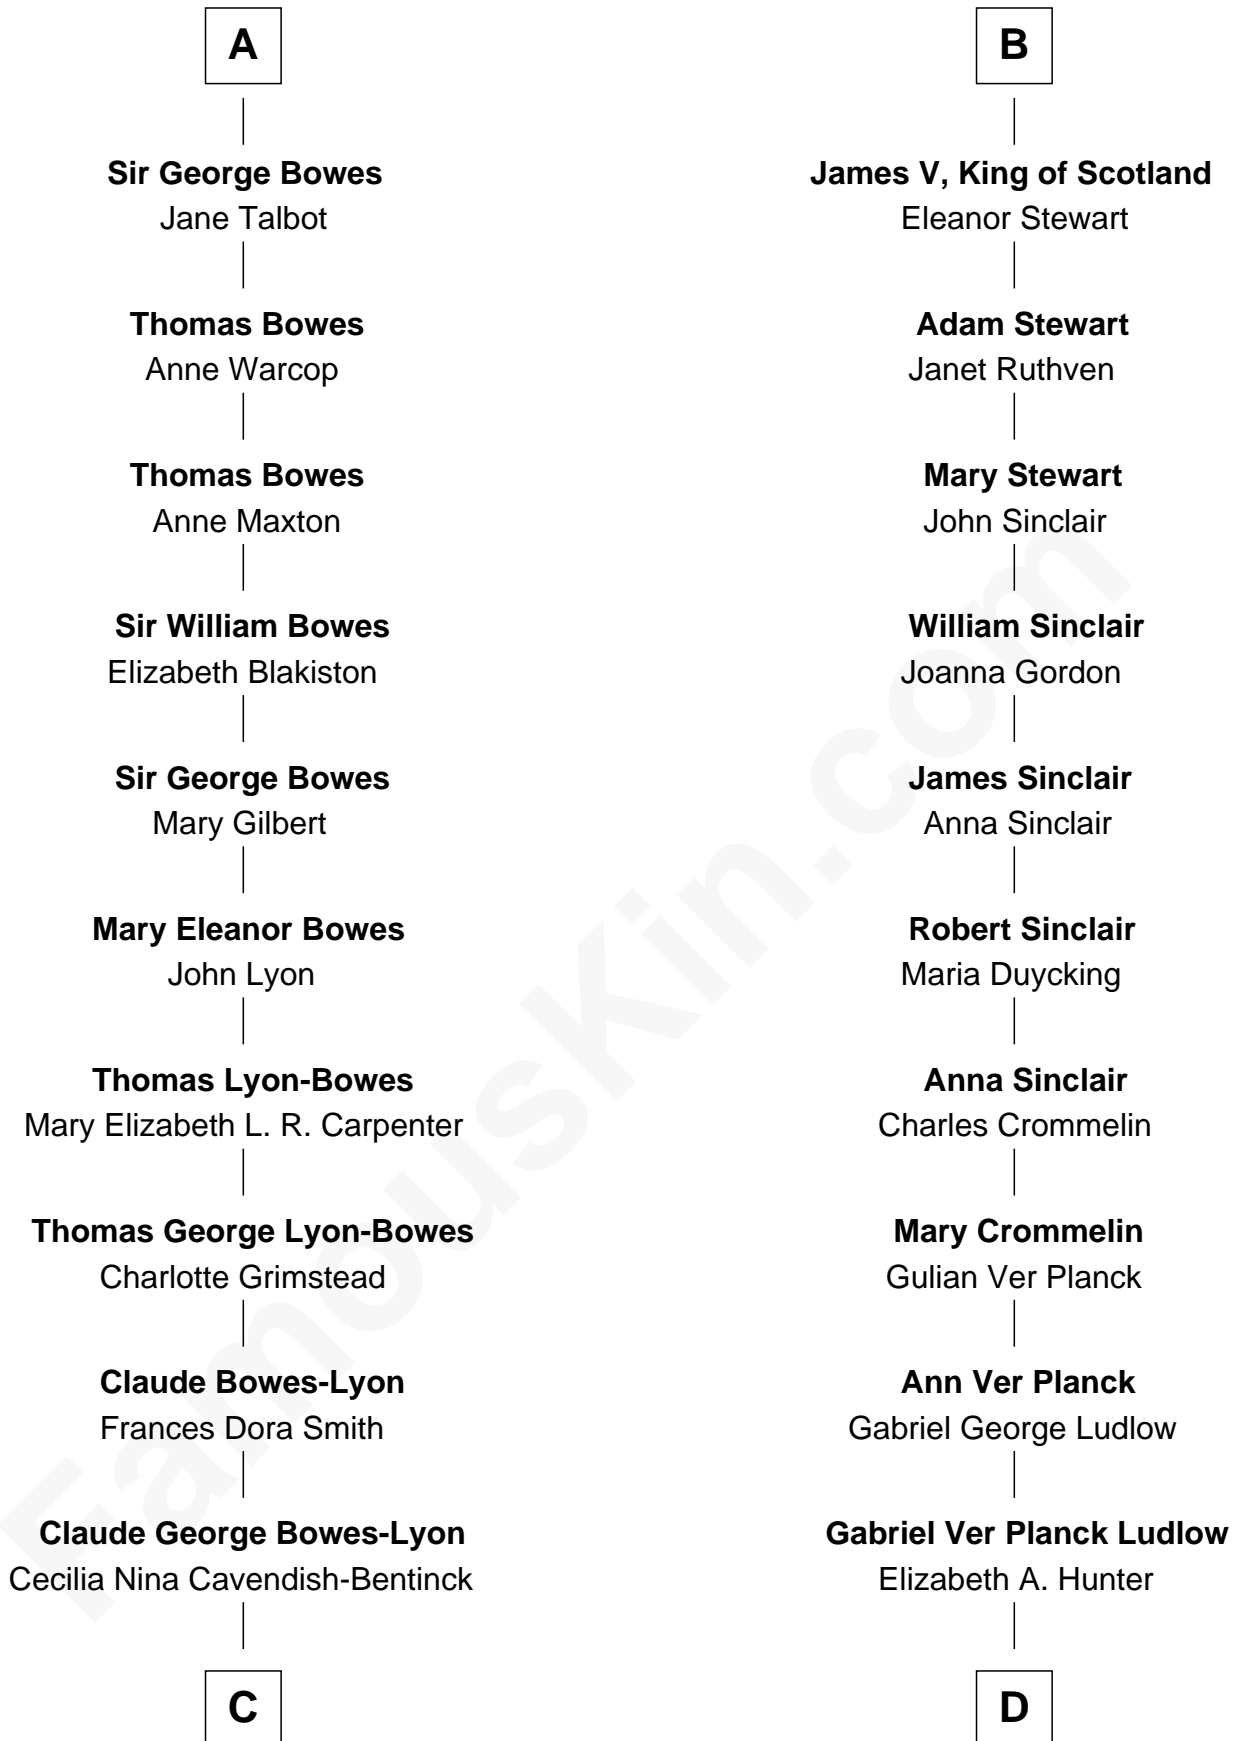 A
Sir George Bowes
Jane Talbot
Thomas Bowes
Anne Warcop
Thomas Bowes
Anne Maxton
Sir William Bowes
Elizabeth Blakiston
Sir George Bowes
Mary Gilbert
Mary Eleanor Bowes
John Lyon
Thomas Lyon-Bowes
Mary Elizabeth L. R. Carpenter
Thomas George Lyon-Bowes
Charlotte Grimstead
Claude Bowes-Lyon
Frances Dora Smith
Claude George Bowes-Lyon
Cecilia Nina Cavendish-Bentinck
C
B
James V, King of Scotland
Eleanor Stewart
Adam Stewart
Janet Ruthven
Mary Stewart
John Sinclair
William Sinclair
Joanna Gordon
James Sinclair
Anna Sinclair
Robert Sinclair
Maria Duycking
Anna Sinclair
Charles Crommelin
Mary Crommelin
Gulian Ver Planck
Ann Ver Planck
Gabriel George Ludlow
Gabriel Ver Planck Ludlow
Elizabeth A. Hunter
D
FamousKin.com